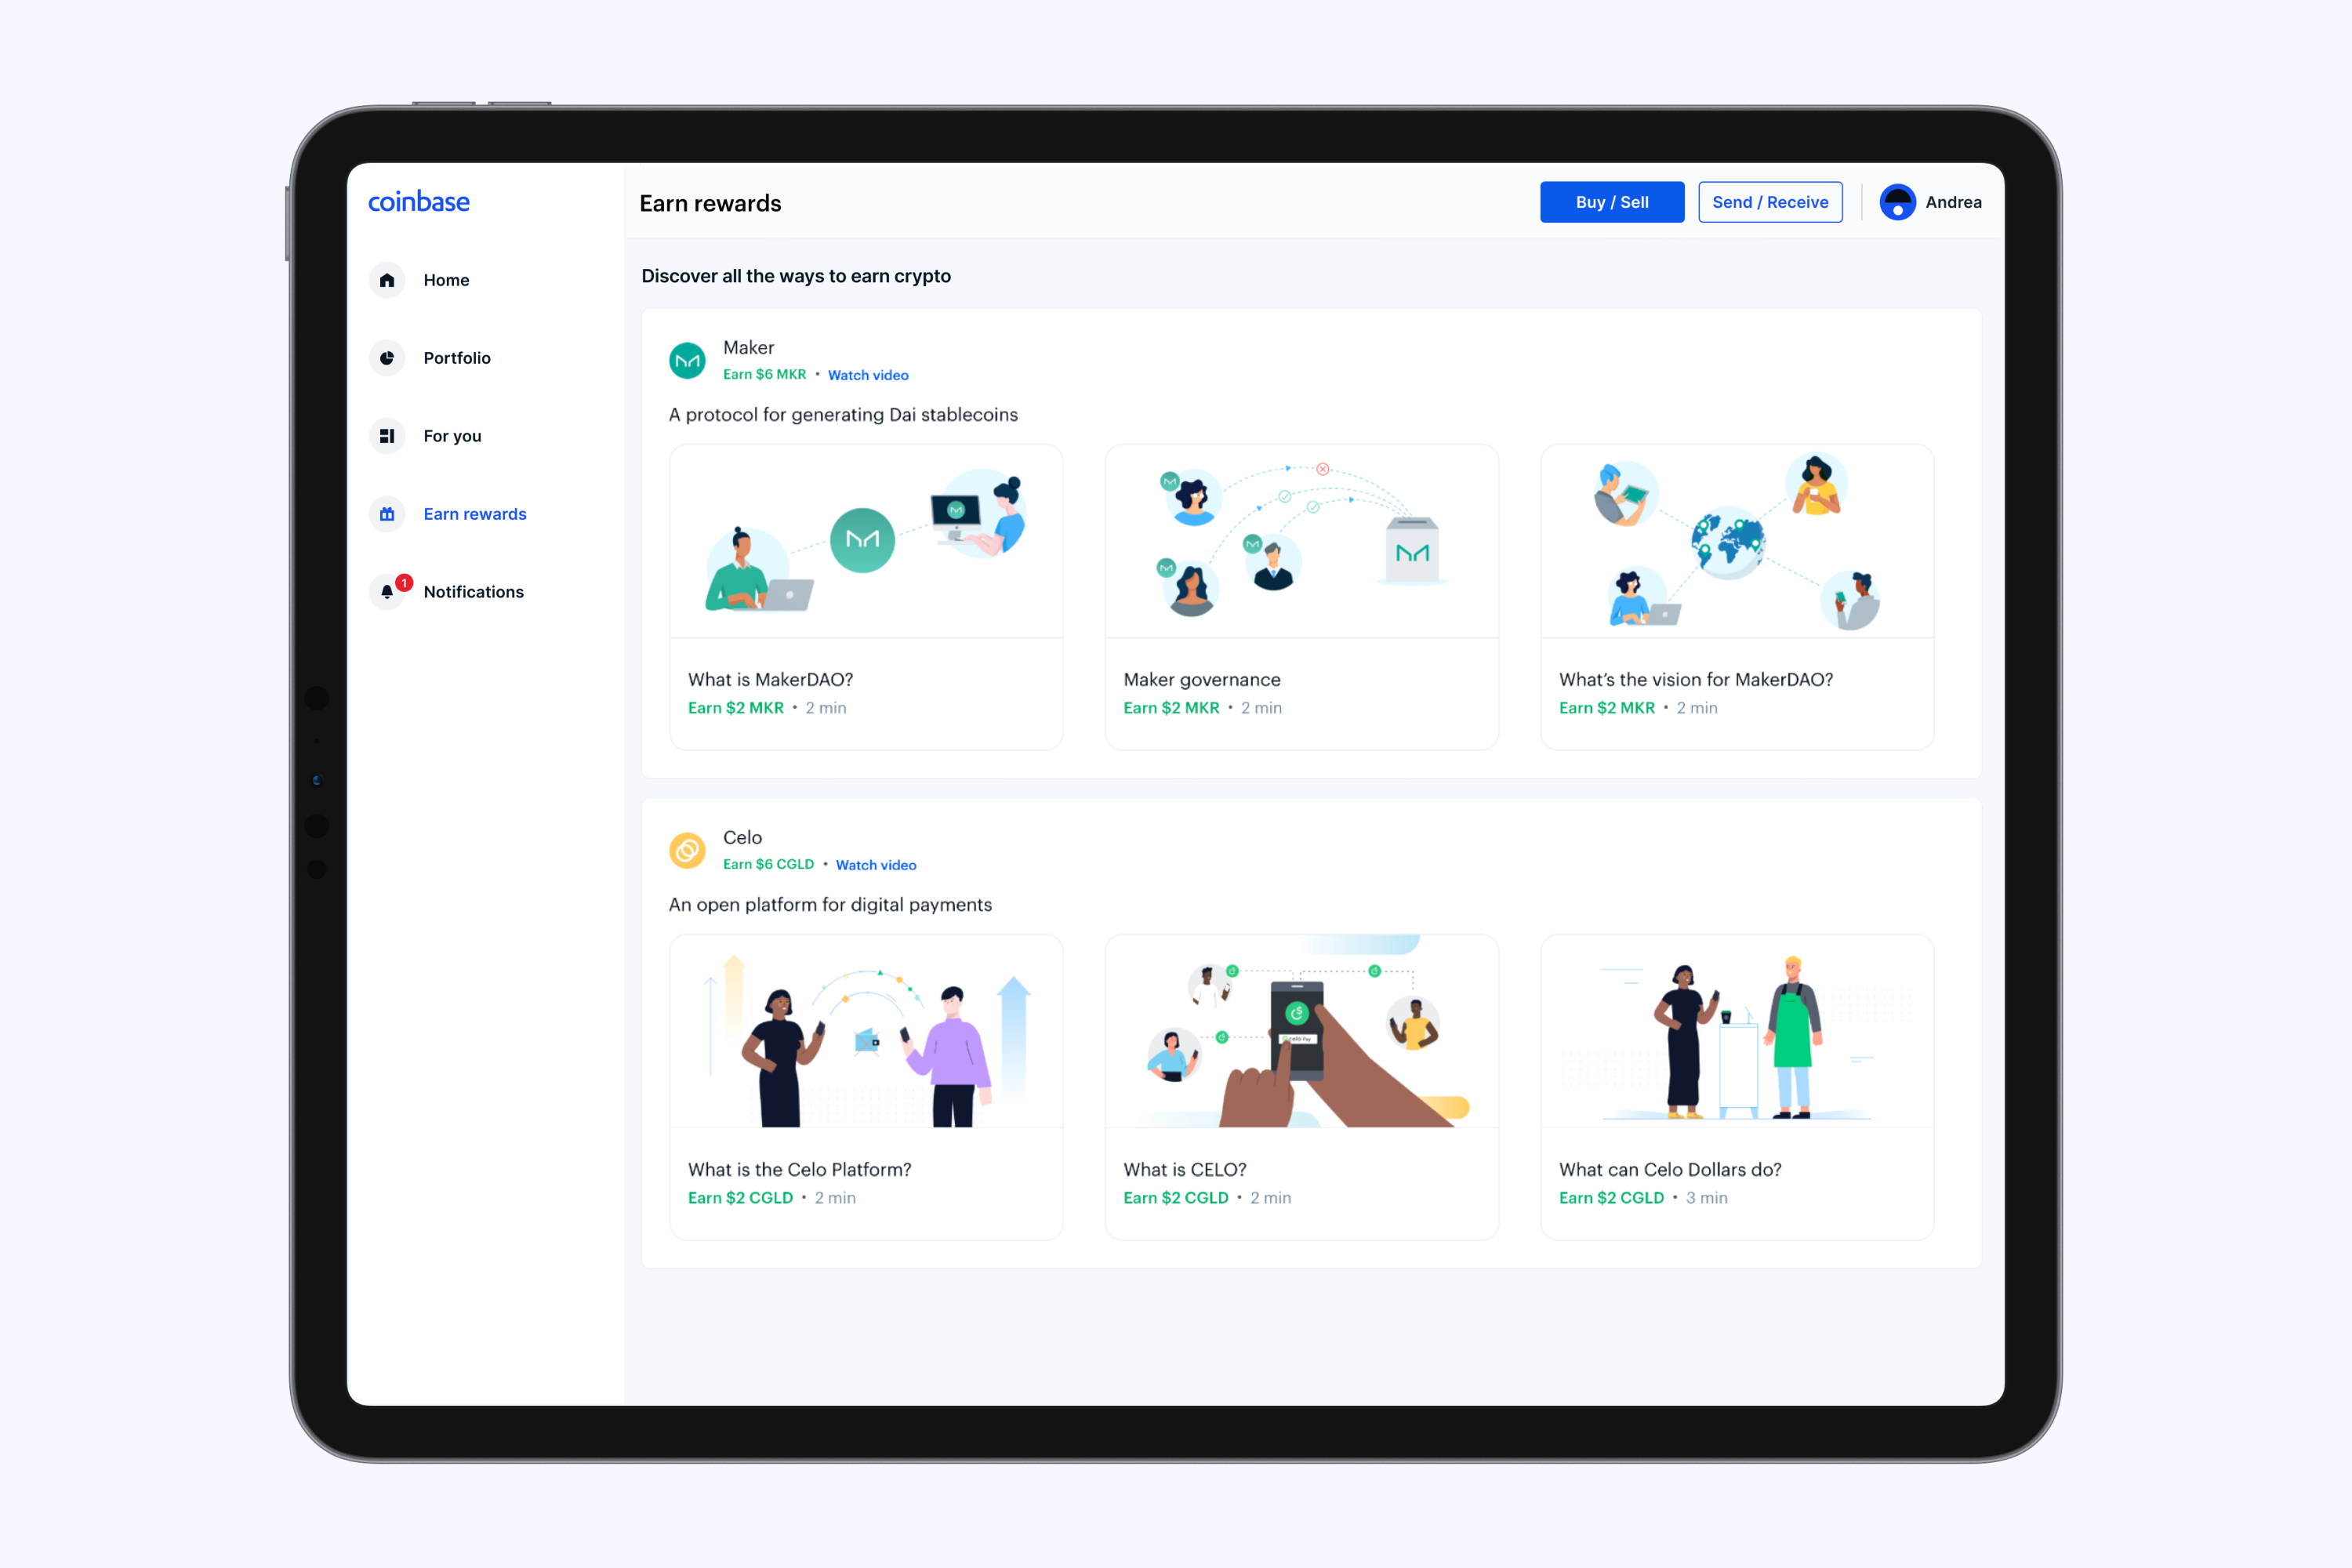 coinbase
Home
Portfolio
For you
Earn rewards
1
Notifications
Earn rewards
Buy / Sell
Send / Receive
Andrea
Discover all the ways to earn crypto
Maker
Earn $6 MKR • Watch video
A protocol for generating Dai stablecoins
What is MakerDAO?
Earn $2 MKR • 2 min
Maker governance
Earn $2 MKR • 2 min
What's the vision for MakerDAO?
Earn $2 MKR • 2 min
Celo
Earn $6 CGLD • Watch video
An open platform for digital payments
celo Pay
What is the Celo Platform?
Earn $2 CGLD • 2 min
What is CELO?
Earn $2 CGLD • 2 min
What can Celo Dollars do?
Earn $2 CGLD • 3 min